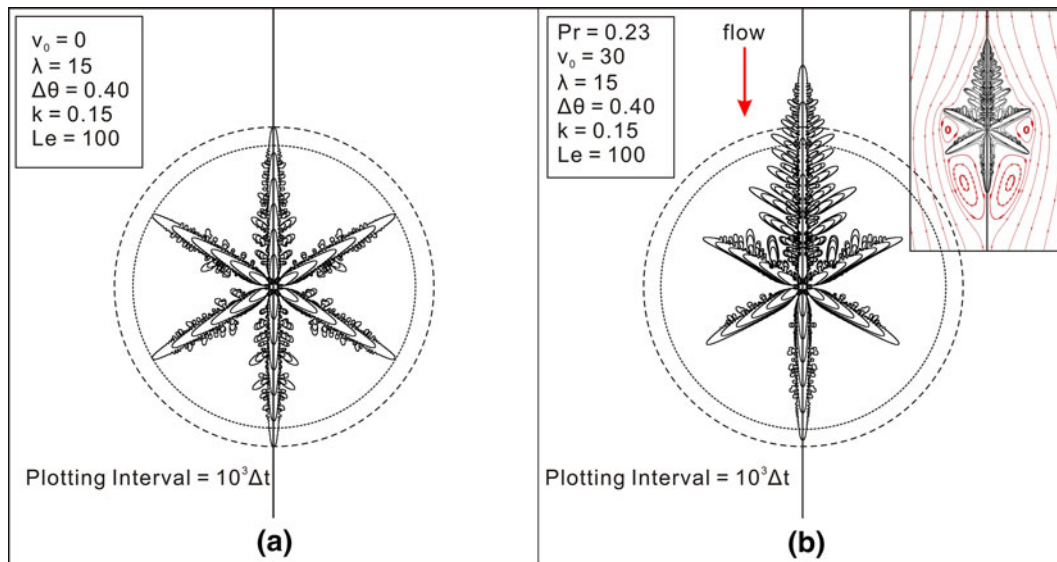 v₀ = 0
λ = 15
Δθ = 0.40
k = 0.15
Le = 100
Plotting Interval = 10³Δt
(a)
Pr = 0.23
v₀ = 30
λ = 15
Δθ = 0.40
k = 0.15
Le = 100
flow
Plotting Interval = 10³Δt
(b)